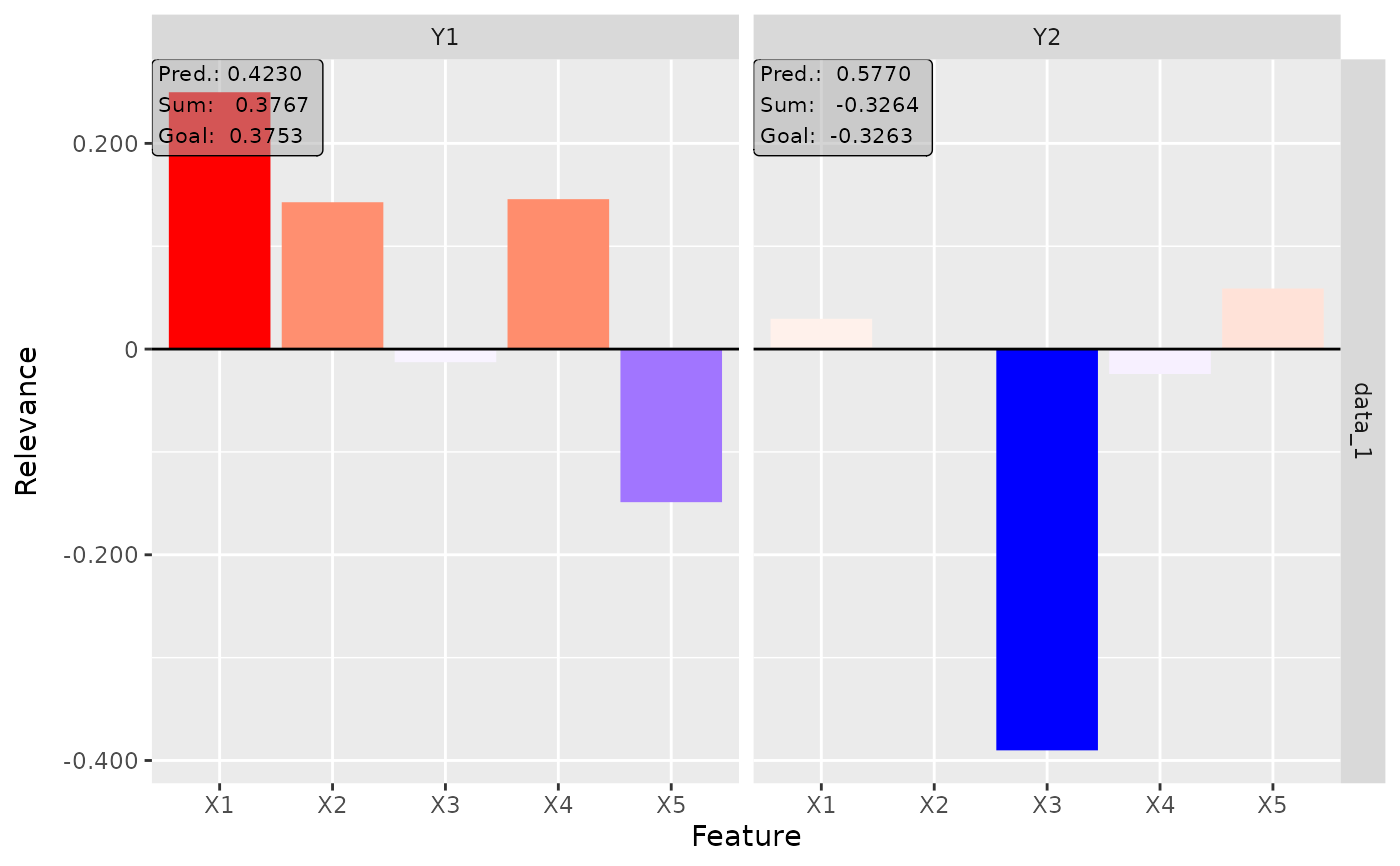 Y1
Y2
Pred.: 0.4230
Sum: 0.3767
Goal: 0.3753
Pred.: 0.5770
Sum: -0.3264
Goal: -0.3263
Relevance
0.200
0
-0.200
-0.400
data_1
X1 X2 X3 X4 X5
X1 X2 X3 X4 X5
Feature